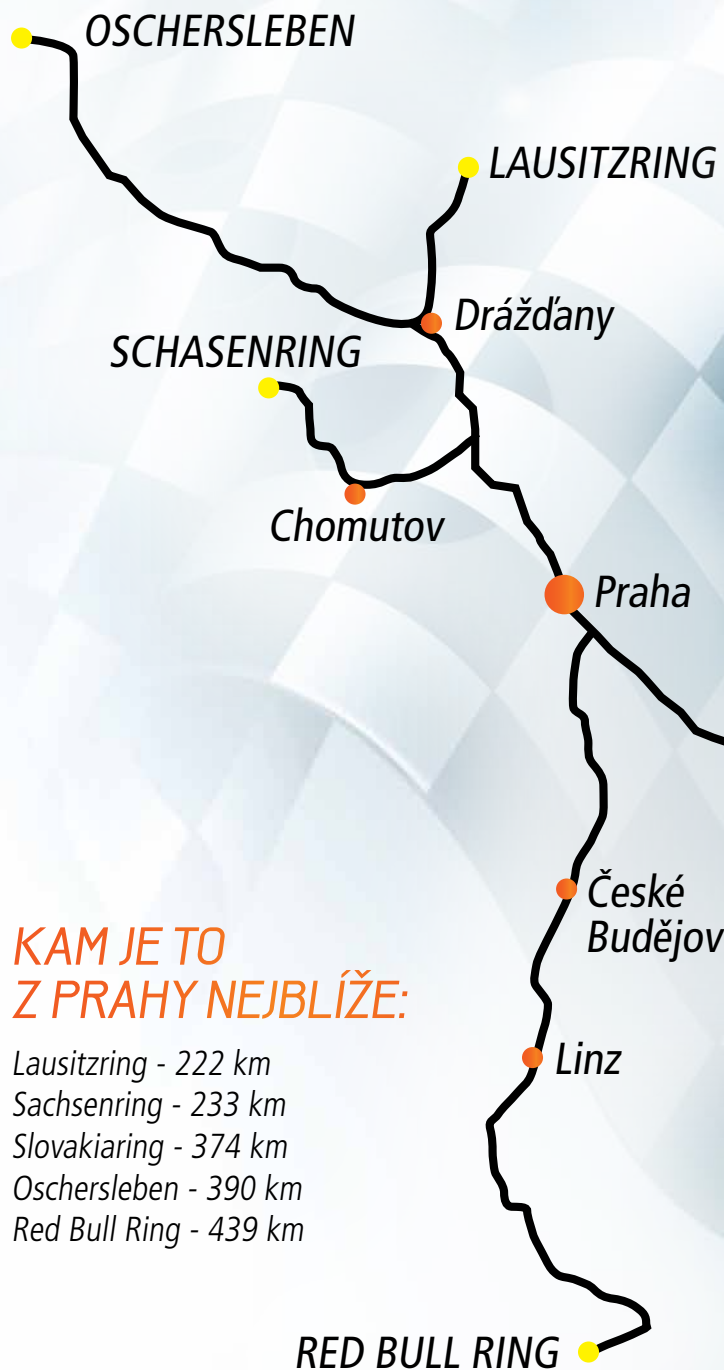 OSCHERSLEBEN
LAUSITZRING
Drážďany
SCHASENRING
Chomutov
Praha
České
Budějov
KAM JE TO
Z PRAHY NEJBLÍŽE:
Lausitzring - 222 km
Sachsenring - 233 km
Slovakiaring - 374 km
Oschersleben - 390 km
Red Bull Ring - 439 km
Linz
RED BULL RING